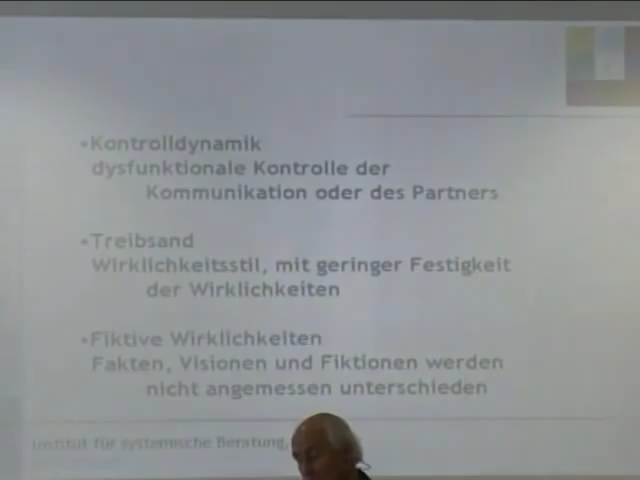 •Kontrolldynamik
dysfunktionale Kontrolle der
Kommunikation oder des Partners
•Treibsand
Wirklichkeitsstil, mit geringer Festigkeit
der Wirklichkeiten
•Fiktive Wirklichkeiten
Fakten, Visionen und Fiktionen werden
nicht angemessen unterschieden
Institut für systemische Beratung,